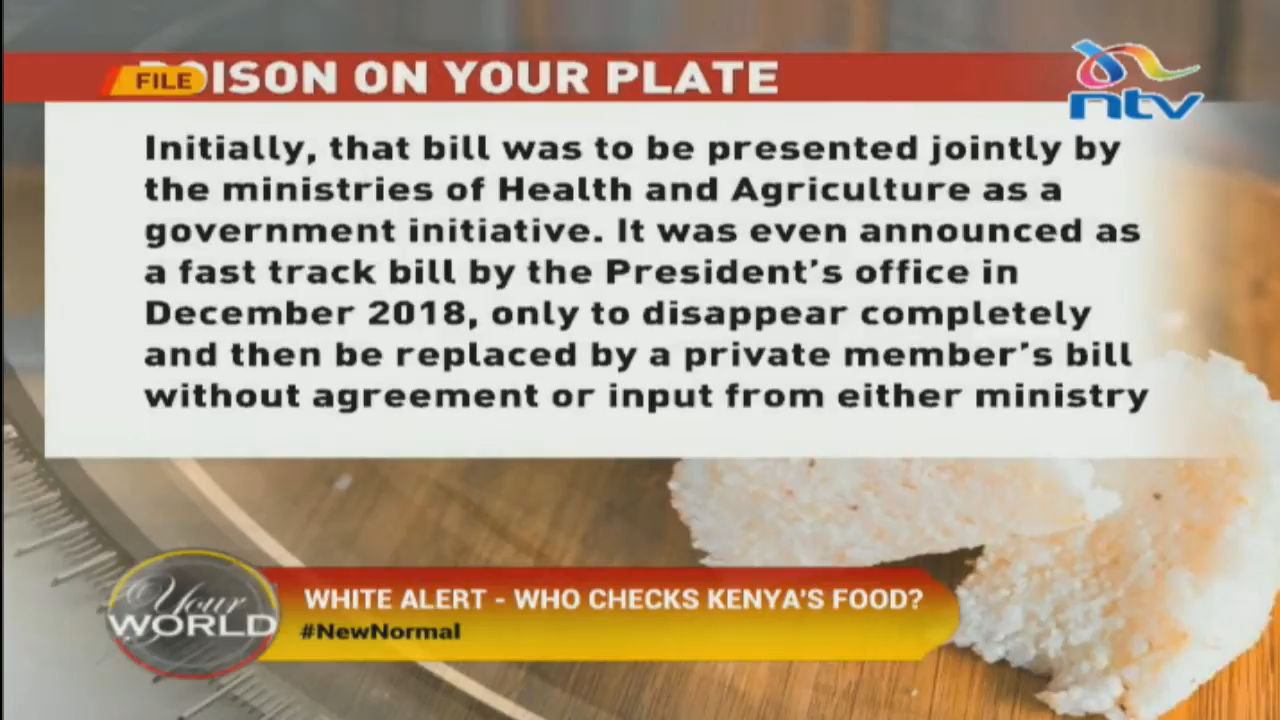 FILE
OISON ON YOUR PLATE
ntv
Initially, that bill was to be presented jointly by
the ministries of Health and Agriculture as a
government initiative. It was even announced as
a fast track bill by the President's office in
December 2018, only to disappear completely
and then be replaced by a private member's bill
without agreement or input from either ministry
Your
WORLD
WHITE ALERT - WHO CHECKS KENYA'S FOOD?
#NewNormal